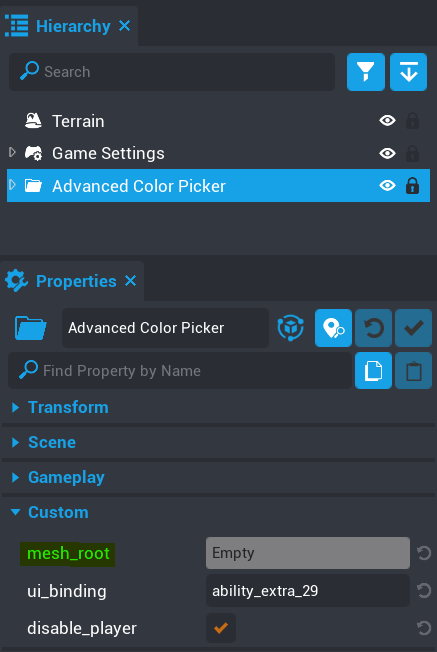 Hierarchy
Search
Terrain
Game Settings
Advanced Color Picker
Properties
Advanced Color Picker
Find Property by Name
Transform
Scene
Gameplay
Custom
mesh_root Empty
ui_binding ability_extra_29
disable_player